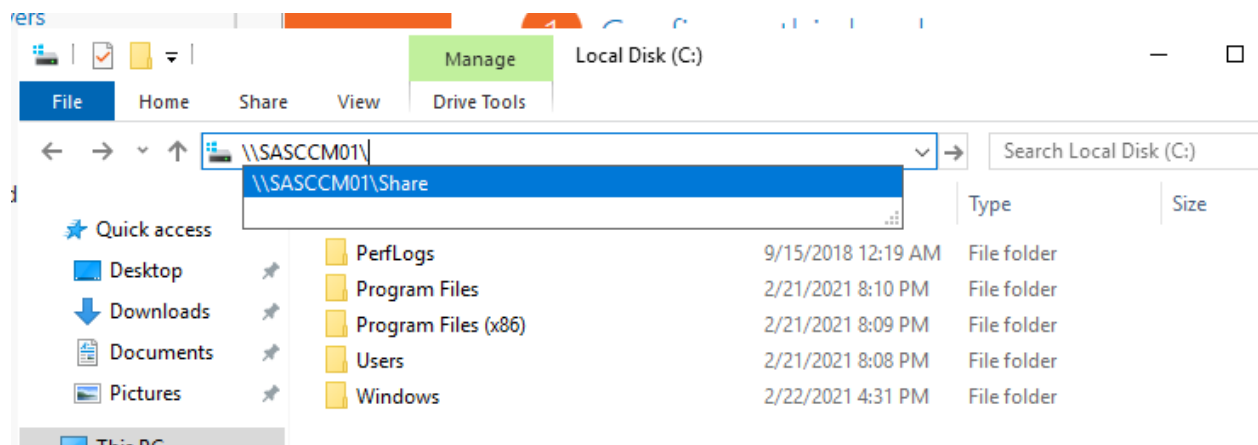 Manage Local Disk (C:)
File Home Share View Drive Tools
\\SASCCM01\ Search Local Disk (C:)
\\SASCCM01\Share
Type Size
Quick access
PerfLogs 9/15/2018 12:19 AM File folder
Desktop
Program Files 2/21/2021 8:10 PM File folder
Downloads
Program Files (x86) 2/21/2021 8:09 PM File folder
Documents
Users 2/21/2021 8:08 PM File folder
Pictures
Windows 2/22/2021 4:31 PM File folder
This PC